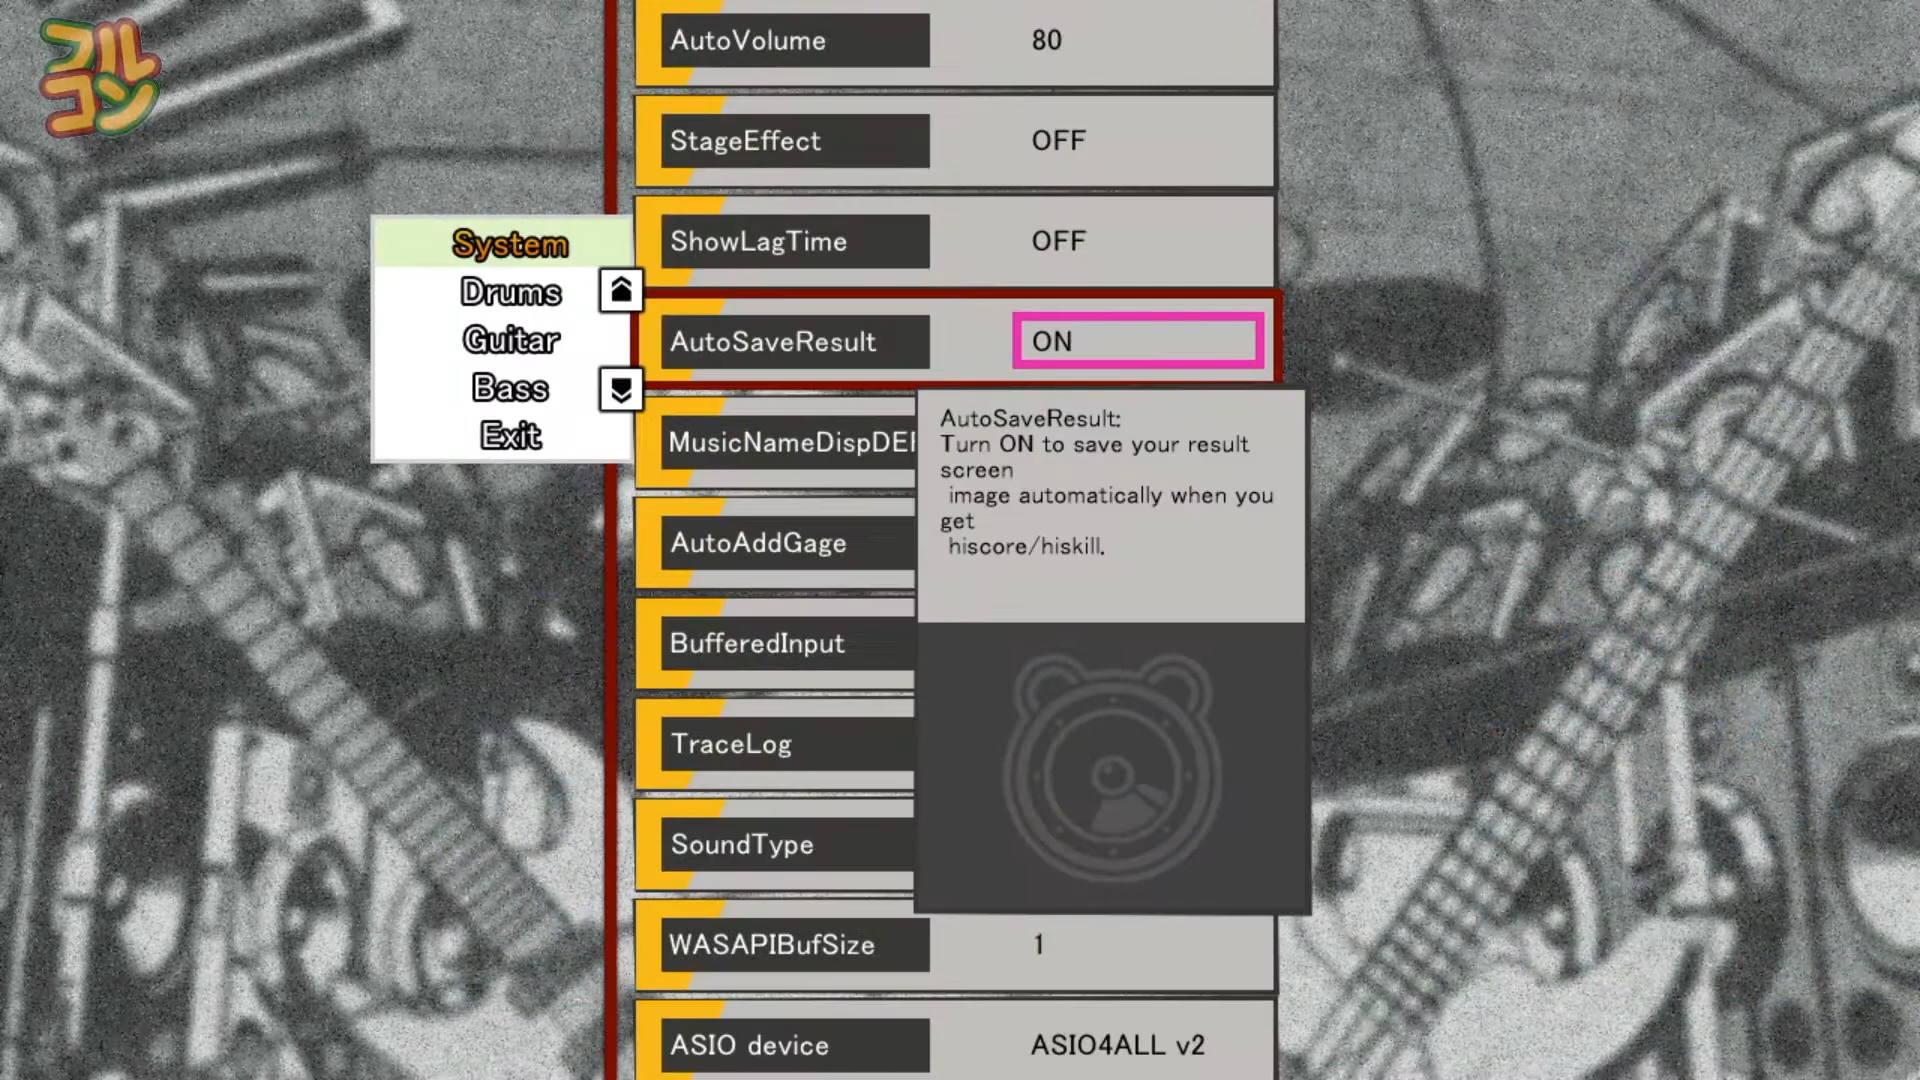 フル
コン
AutoVolume 80
StageEffect OFF
ShowLagTime OFF
System
Drums
Guitar
Bass
Exit
AutoSaveResult ON
AutoSaveResult:
Turn ON to save your result
screen
image automatically when you
get
hiscore/hiskill.
MusicNameDispDE
AutoAddGage
BufferedInput
TraceLog
SoundType
WASAPIBufSize 1
ASIO device ASIO4ALL v2